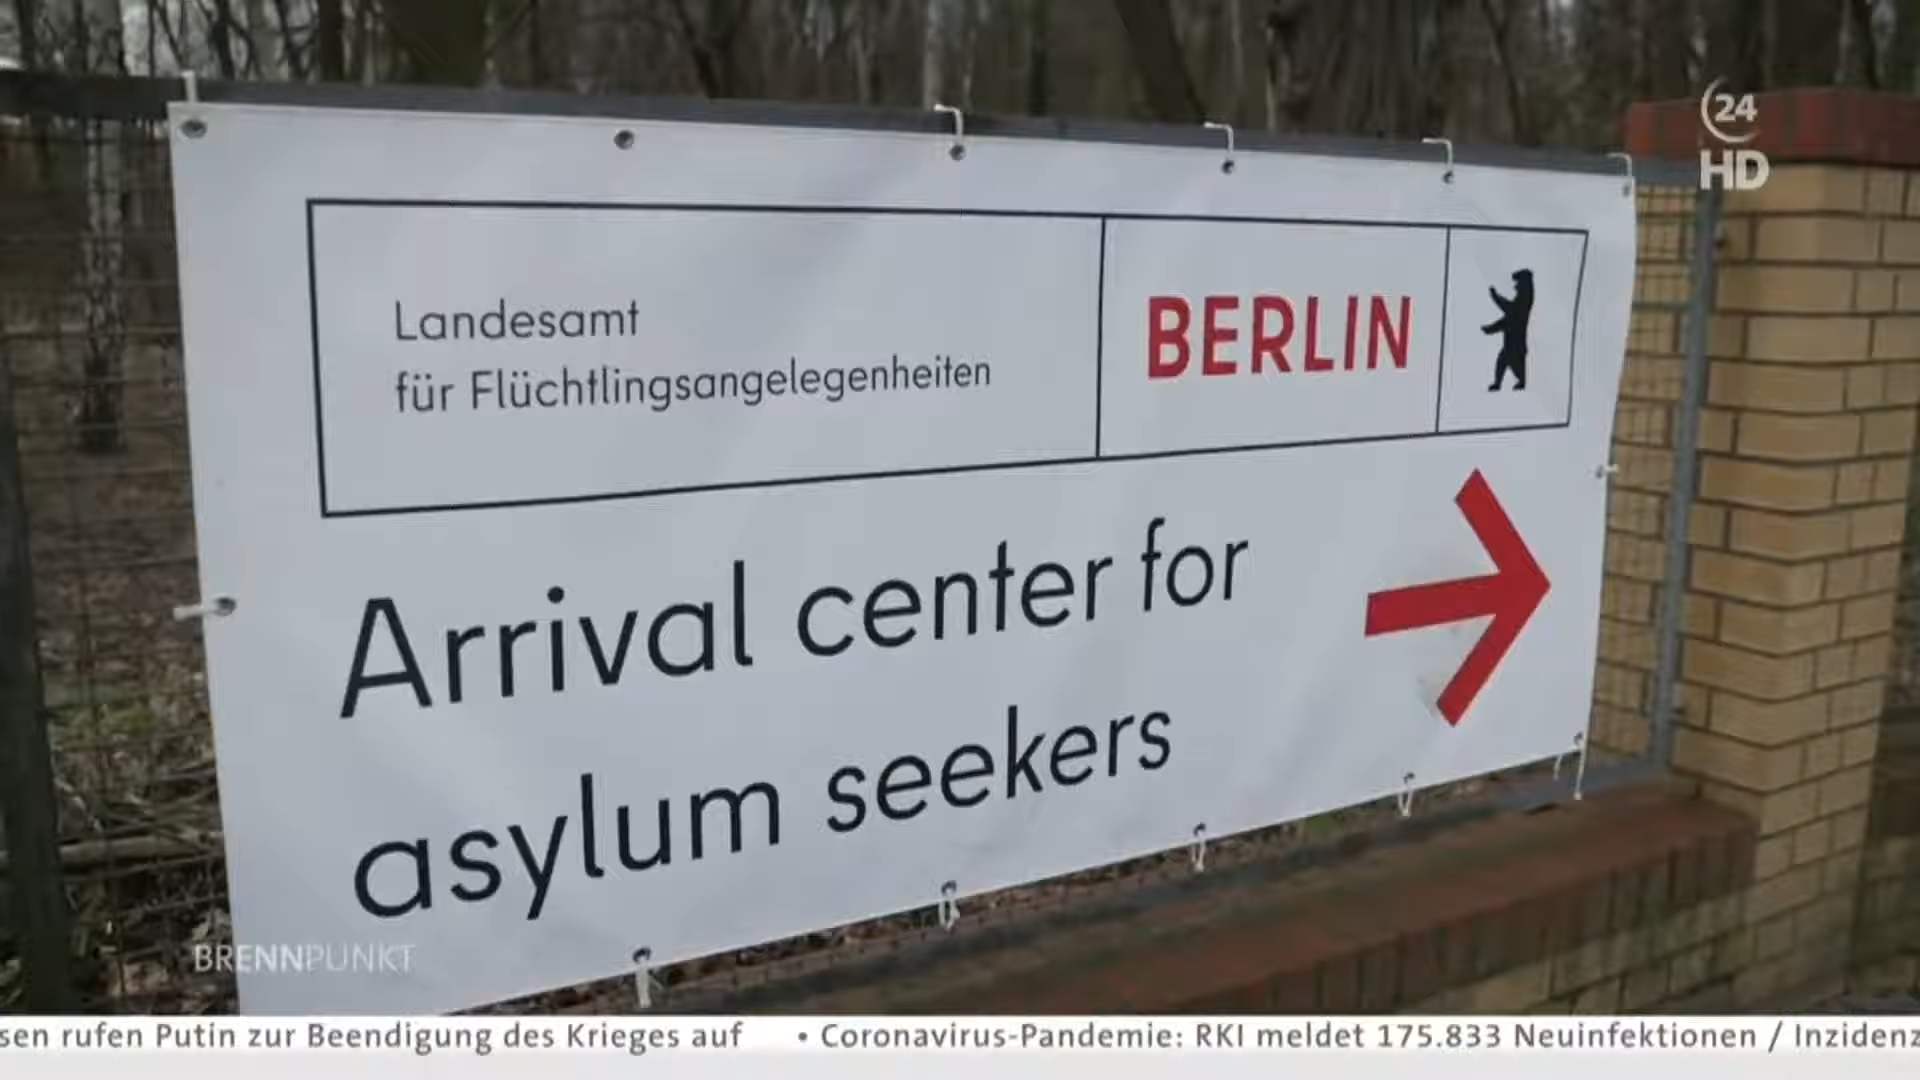 24
HD
Landesamt
für Flüchtlingsangelegenheiten
BERLIN
Arrival center for
asylum seekers
BRENNPUNKT
sen rufen Putin zur Beendigung des Krieges auf • Coronavirus-Pandemie: RKI meldet 175.833 Neuinfektionen / Inzidenz